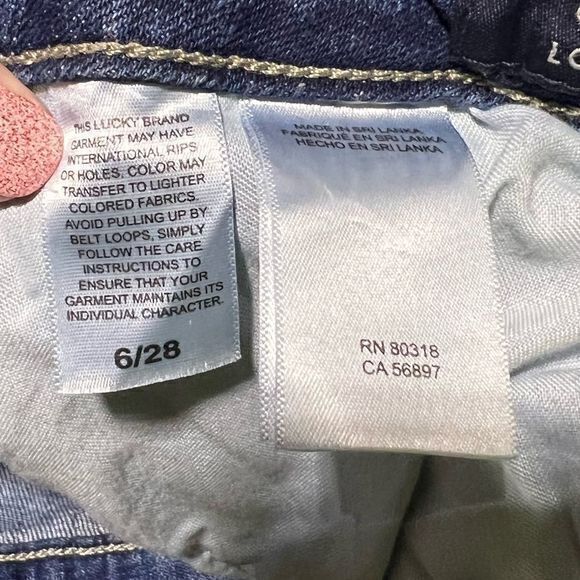 THIS LUCKY BRAND
GARMENT MAY HAVE
INTERNATIONAL RIPS
OR HOLES, COLOR MAY
TRANSFER TO LIGHTER
COLORED FABRICS.
AVOID PULLING UP BY
BELT LOOPS, SIMPLY
FOLLOW THE CARE
INSTRUCTIONS TO
ENSURE THAT YOUR
GARMENT MAINTAINS ITS
INDIVIDUAL CHARACTER.
6/28
MADE IN SRI LANKA
FABRIQUÉ EN SRI LANKA
HECHO EN SRI LANKA
RN 80318
CA 56897